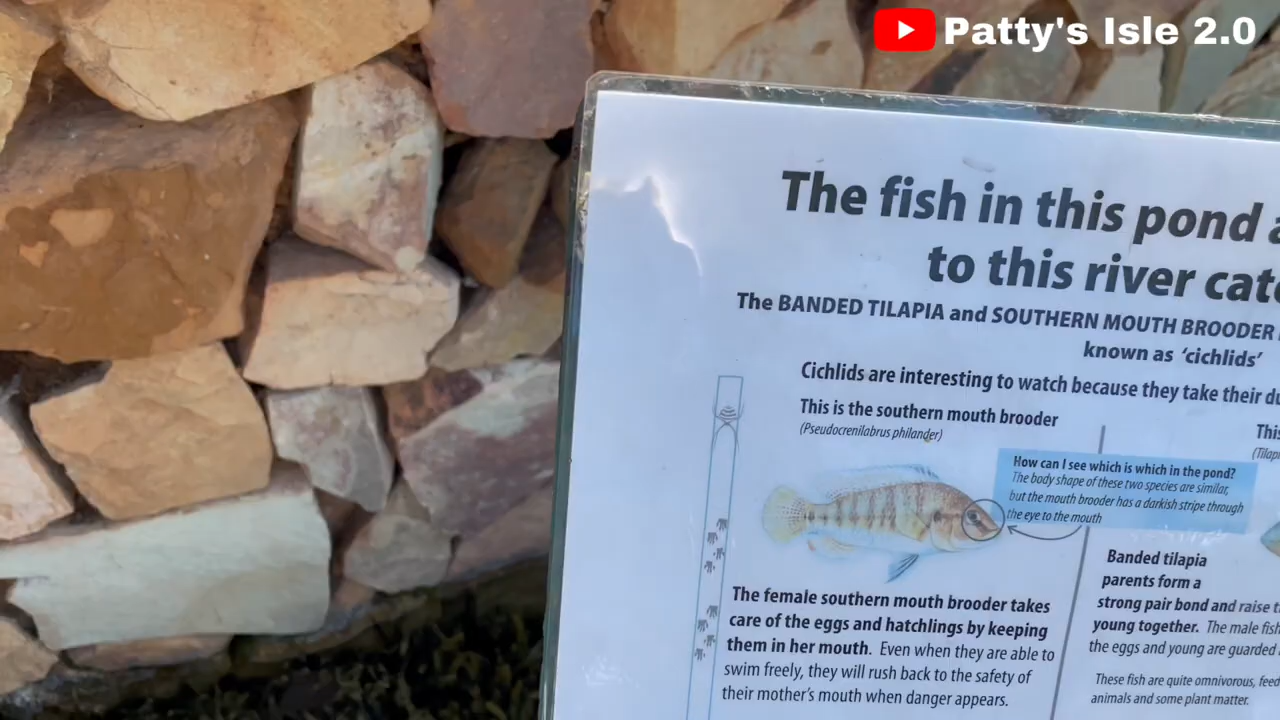 Patty's Isle 2.0
The fish in this pond
to this river
The BANDED TILAPIA and SOUTHERN MOUTH BROODER
known as ‘cichlids’
Cichlids are interesting to watch because they take their
This is the southern mouth brooder
(Pseudocrenilabrus philander)
How can I see which is which in the pond?
The body shape of these two species are similar,
but the mouth brooder has a darkish stripe through
the eye to the mouth
The female southern mouth brooder takes
care of the eggs and hatchlings by keeping
them in her mouth. Even when they are able to
swim freely, they will rush back to the safety of
their mother's mouth when danger appears.
Banded tilapia
parents form a
strong pair bond and raise
young together. The male fish
the eggs and young are guarded
These fish are quite omnivorous, feed
animals and some plant matter.